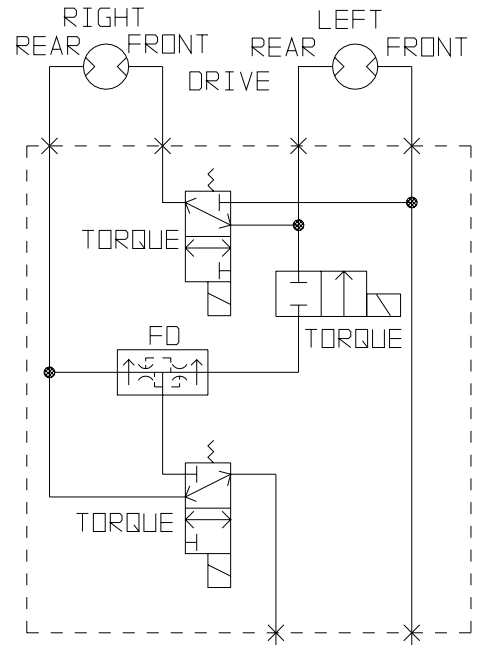 RIGHT
LEFT
REAR FRONT
REAR FRONT
DRIVE
TORQUE
TORQUE
FD
TORQUE